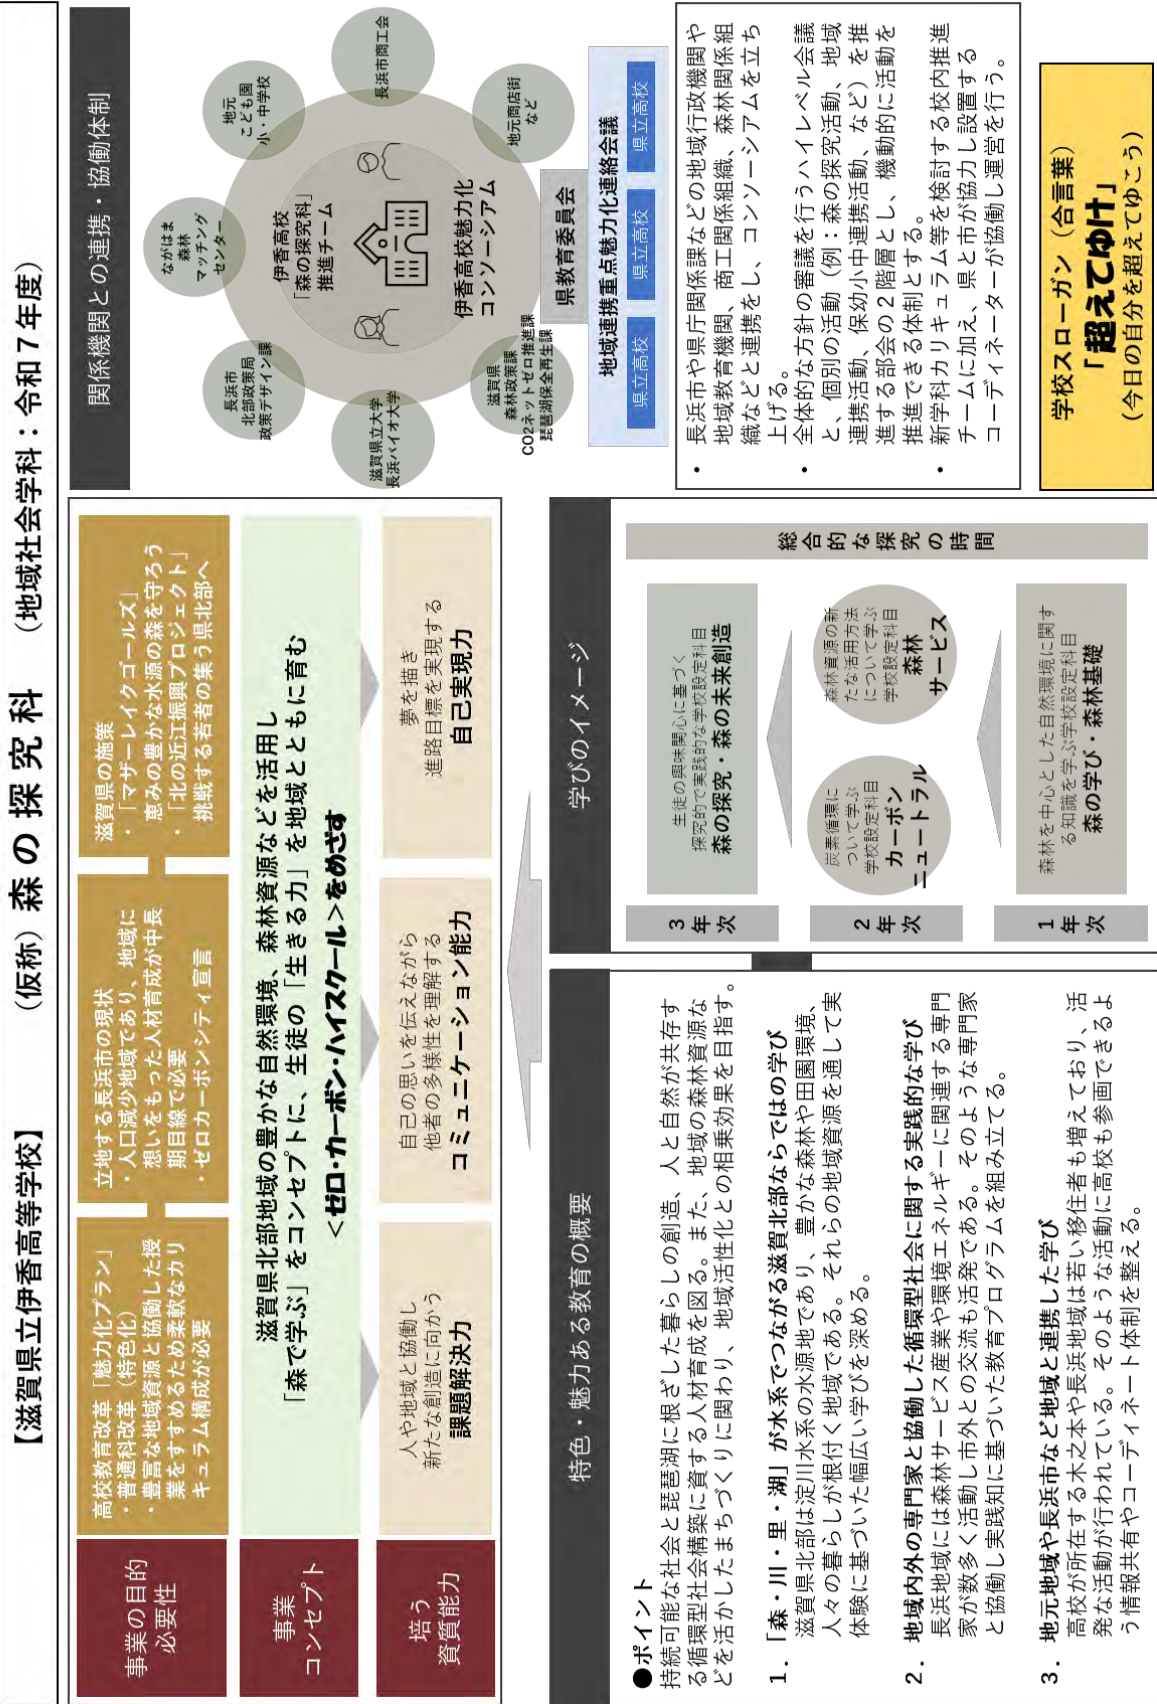 【滋賀県立伊香高等学校】　（仮称）森の探究科　（地域社会学科：令和７年度）
事業の目的
必要性
高校教育改革「魅力化プラン」
・普通科改革（特色化）
・豊富な地域資源と協働した授
業をすすめるため柔軟なカリ
キュラム構成が必要
立地する長浜市の現状
・人口減少地域であり、地域に
想いをもった人材育成が中長
期目線で必要
・ゼロカーボンシティ宣言
滋賀県の施策
・「マザーレイクゴールズ」
恵みの豊かな水源の森を守ろう
・「北の近江振興プロジェクト」
挑戦する若者の集う県北部へ
事業
コンセプト
滋賀県北部地域の豊かな自然環境、森林資源などを活用し
「森で学ぶ」をコンセプトに、生徒の「生きる力」を地域とともに育む
＜ゼロ・カーボン・ハイスクール＞をめざす
培う
資質能力
人や地域と協働し
新たな創造に向かう
課題解決力
自己の思いを伝えながら
他者の多様性を理解する
コミュニケーション能力
夢を描き
進路目標を実現する
自己実現力
特色・魅力ある教育の概要
●ポイント
持続可能な社会と琵琶湖に根ざした暮らしの創造、人と自然が共存す
る循環型社会構築に資する人材育成を図る。また、地域の森林資源な
どを活かしたまちづくりに関わり、地域活性化との相乗効果を目指す。
１．「森・川・里・湖」が水系でつながる滋賀北部ならではの学び
滋賀県北部は淀川水系の水源地であり、豊かな森林や田園環境、
人々の暮らしが根付く地域である。それらの地域資源を通して実
体験に基づいた幅広い学びを深める。
２．地域内外の専門家と協働した循環型社会に関する実践的な学び
長浜地域には森林サービス産業や環境エネルギーに関連する専門
家が数多く活動し市外との交流も活発である。そのような専門家
と協働し実践知に基づいた教育プログラムを組み立てる。
３．地元地域や長浜市など地域と連携した学び
高校が所在する木之本や長浜地域は若い移住者も増えており、活
発な活動が行われている。そのような活動に高校も参画できるよ
う情報共有やコーディネート体制を整える。
学びのイメージ
３年次
生徒の興味関心に基づく
探究的で実践的な学校設定科目
森の探究・森の未来創造
２年次
炭素循環に
ついて学ぶ
学校設定科目
カーボン
ニュートラル
森林資源の新
たな活用方法
について学ぶ
学校設定科目
森林
サービス
１年次
森林を中心とした自然環境に関す
る知識を学ぶ学校設定科目
森の学び・森林基礎
総合的な探究の時間
関係機関との連携・協働体制
滋賀県立大学
長浜バイオ大学
長浜市
北部政策局
政策デザイン課
ながはま
森林
マッチング
センター
地元
こども園
小・中学校
長浜市商工会
地元商店街
など
滋賀県
森林政策課
CO2ネットゼロ推進課
琵琶湖保全再生課
伊香高校
「森の探究科」
推進チーム
伊香高校魅力化
コンソーシアム
県教育委員会
地域連携重点魅力化連絡会議
県立高校
県立高校
県立高校
・長浜市や県庁関係課などの地域行政機関や
地域教育機関、商工関係組織、森林関係組
織などと連携をし、コンソーシアムを立ち
上げる。
・全体的な方針の審議を行うハイレベル会議
と、個別の活動（例：森の探究活動、地域
連携活動、保幼小中連携活動、など）を推
進する部会の２階層とし、機動的に活動を
推進できる体制とする。
・新学科カリキュラム等を検討する校内推進
チームに加え、県と市が協力し設置する
コーディネーターが協働し運営を行う。
学校スローガン（合言葉）
「超えてゆけ」
（今日の自分を超えてゆこう）